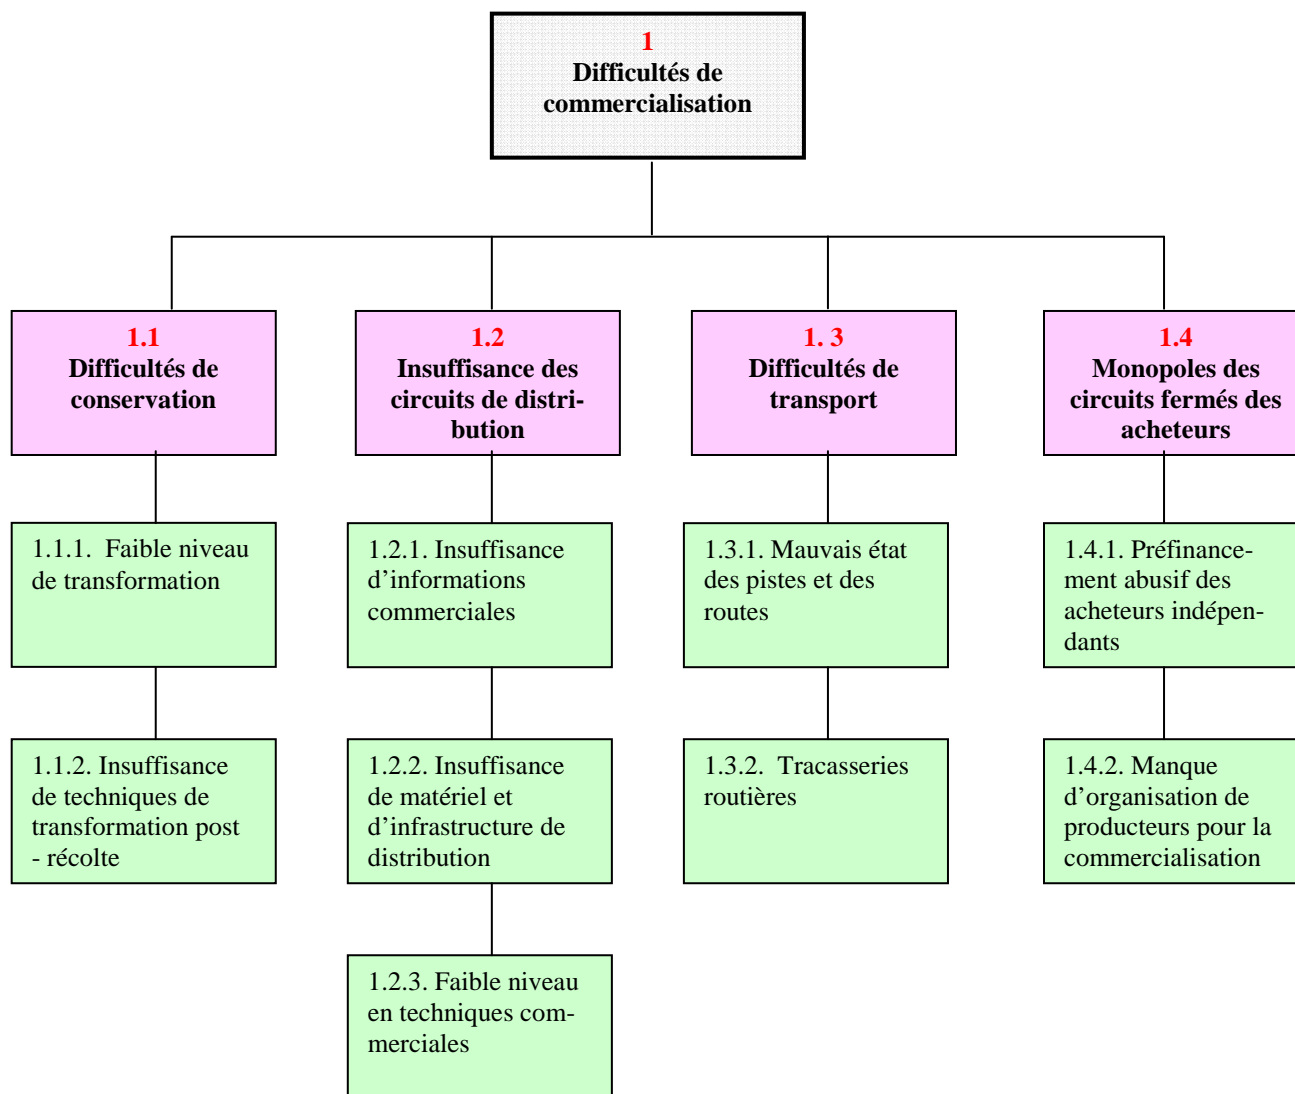 1
Difficultés de
commercialisation
1.1
Difficultés de
conservation
1.2
Insuffisance des
circuits de distri-
bution
1. 3
Difficultés de
transport
1.4
Monopoles des
circuits fermés des
acheteurs
1.1.1.  Faible niveau
de transformation
1.2.1. Insuffisance
d’informations
commerciales
1.3.1. Mauvais état
des pistes et des
routes
1.4.1. Préfinance-
ment abusif des
acheteurs indépen-
dants
1.1.2. Insuffisance
de techniques de
transformation post
- récolte
1.2.2. Insuffisance
de matériel et
d’infrastructure de
distribution
1.3.2.  Tracasseries
routières
1.4.2. Manque
d’organisation de
producteurs pour la
commercialisation
1.2.3. Faible niveau
en techniques com-
merciales